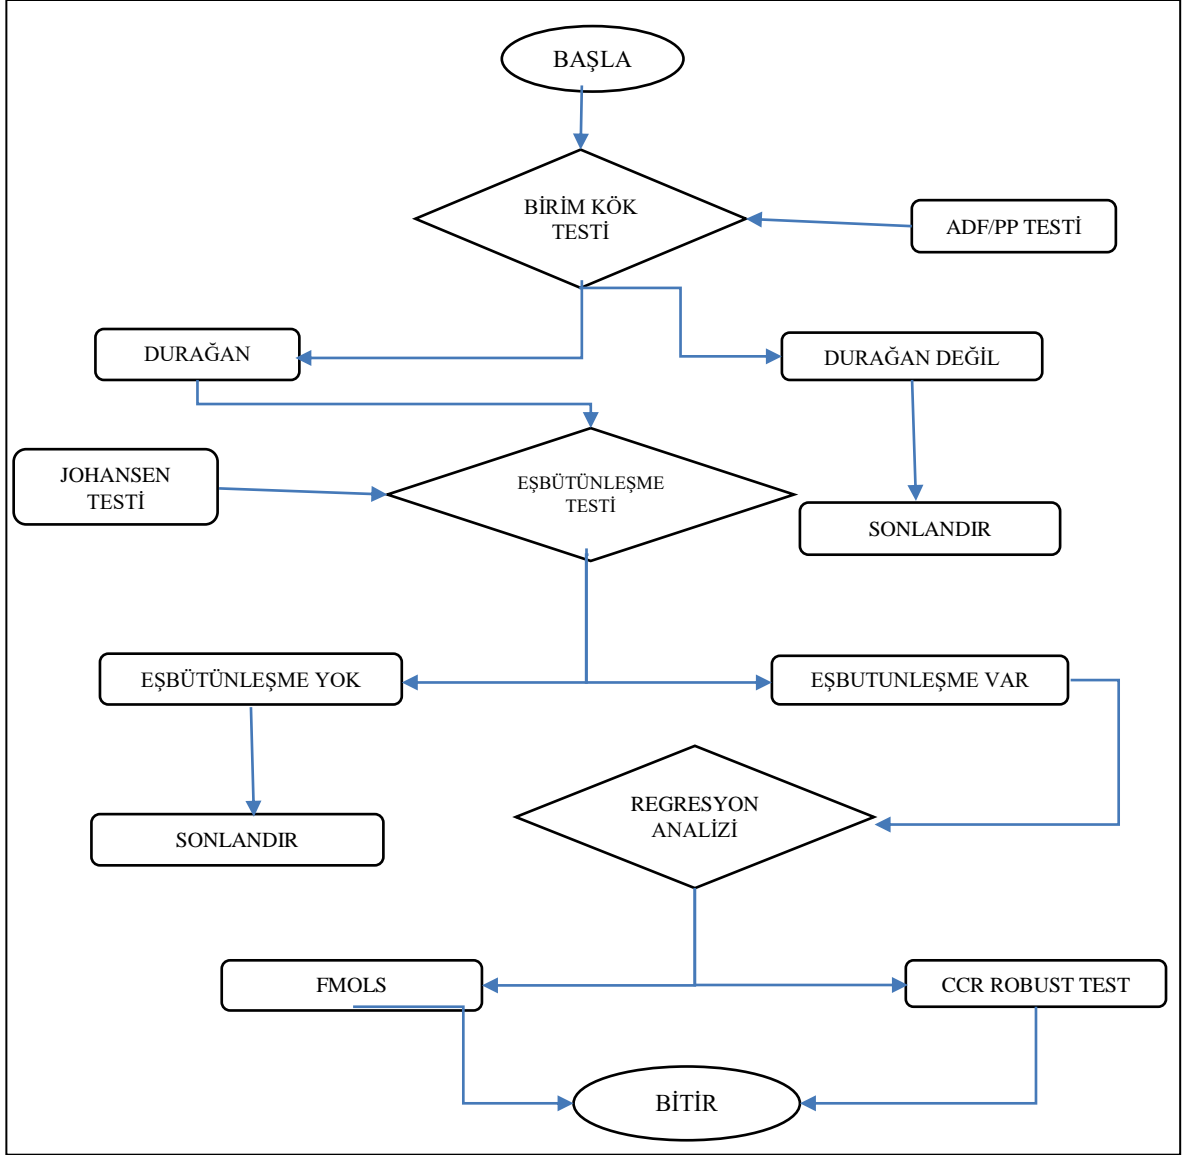 BAŞLA
BİRİM KÖK
TESTİ
ADF/PP TESTİ
DURAĞAN
DURAĞAN DEĞİL
JOHANSEN
TESTİ
EŞBÜTÜNLEŞME
TESTİ
SONLANDIR
EŞBÜTÜNLEŞME YOK
EŞBUTUNLEŞME VAR
REGRESYON
ANALİZİ
SONLANDIR
FMOLS
CCR ROBUST TEST
BİTİR